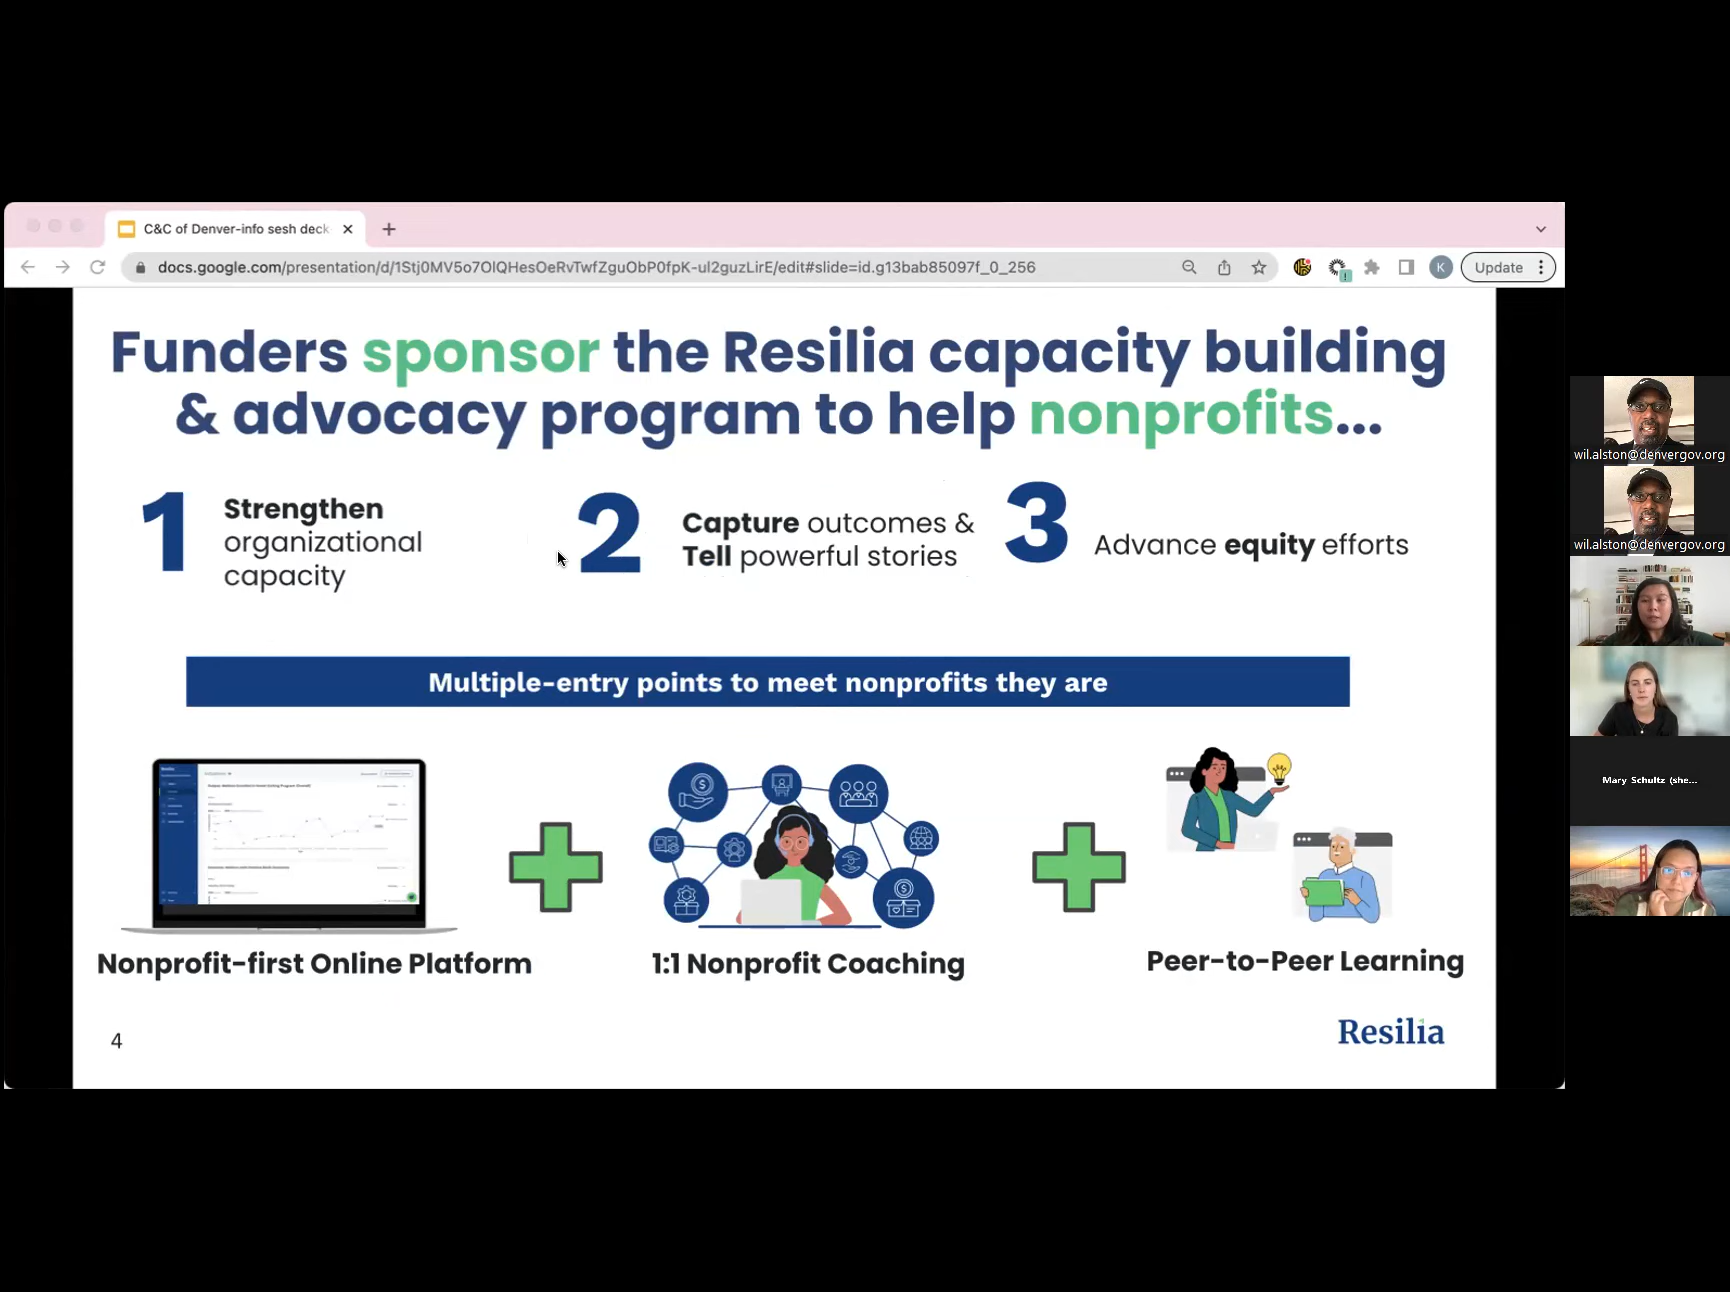 C&C of Denver-info sesh deck
docs.google.com/presentation/d/1Stj0MV5o7OlQHesOeRvTwfZguObP0fpK-ul2guzLirE/edit#slide=id.g13bab85097f_0_256
K
Update
Funders sponsor the Resilia capacity building
& advocacy program to help nonprofits...
1
Strengthen
organizational
capacity
2
Capture outcomes &
Tell powerful stories
3
Advance equity efforts
Multiple-entry points to meet nonprofits they are
Nonprofit-first Online Platform
1:1 Nonprofit Coaching
Peer-to-Peer Learning
4
Resilia
wil.alston@denvergov.org
wil.alston@denvergov.org
Mary Schultz (she...